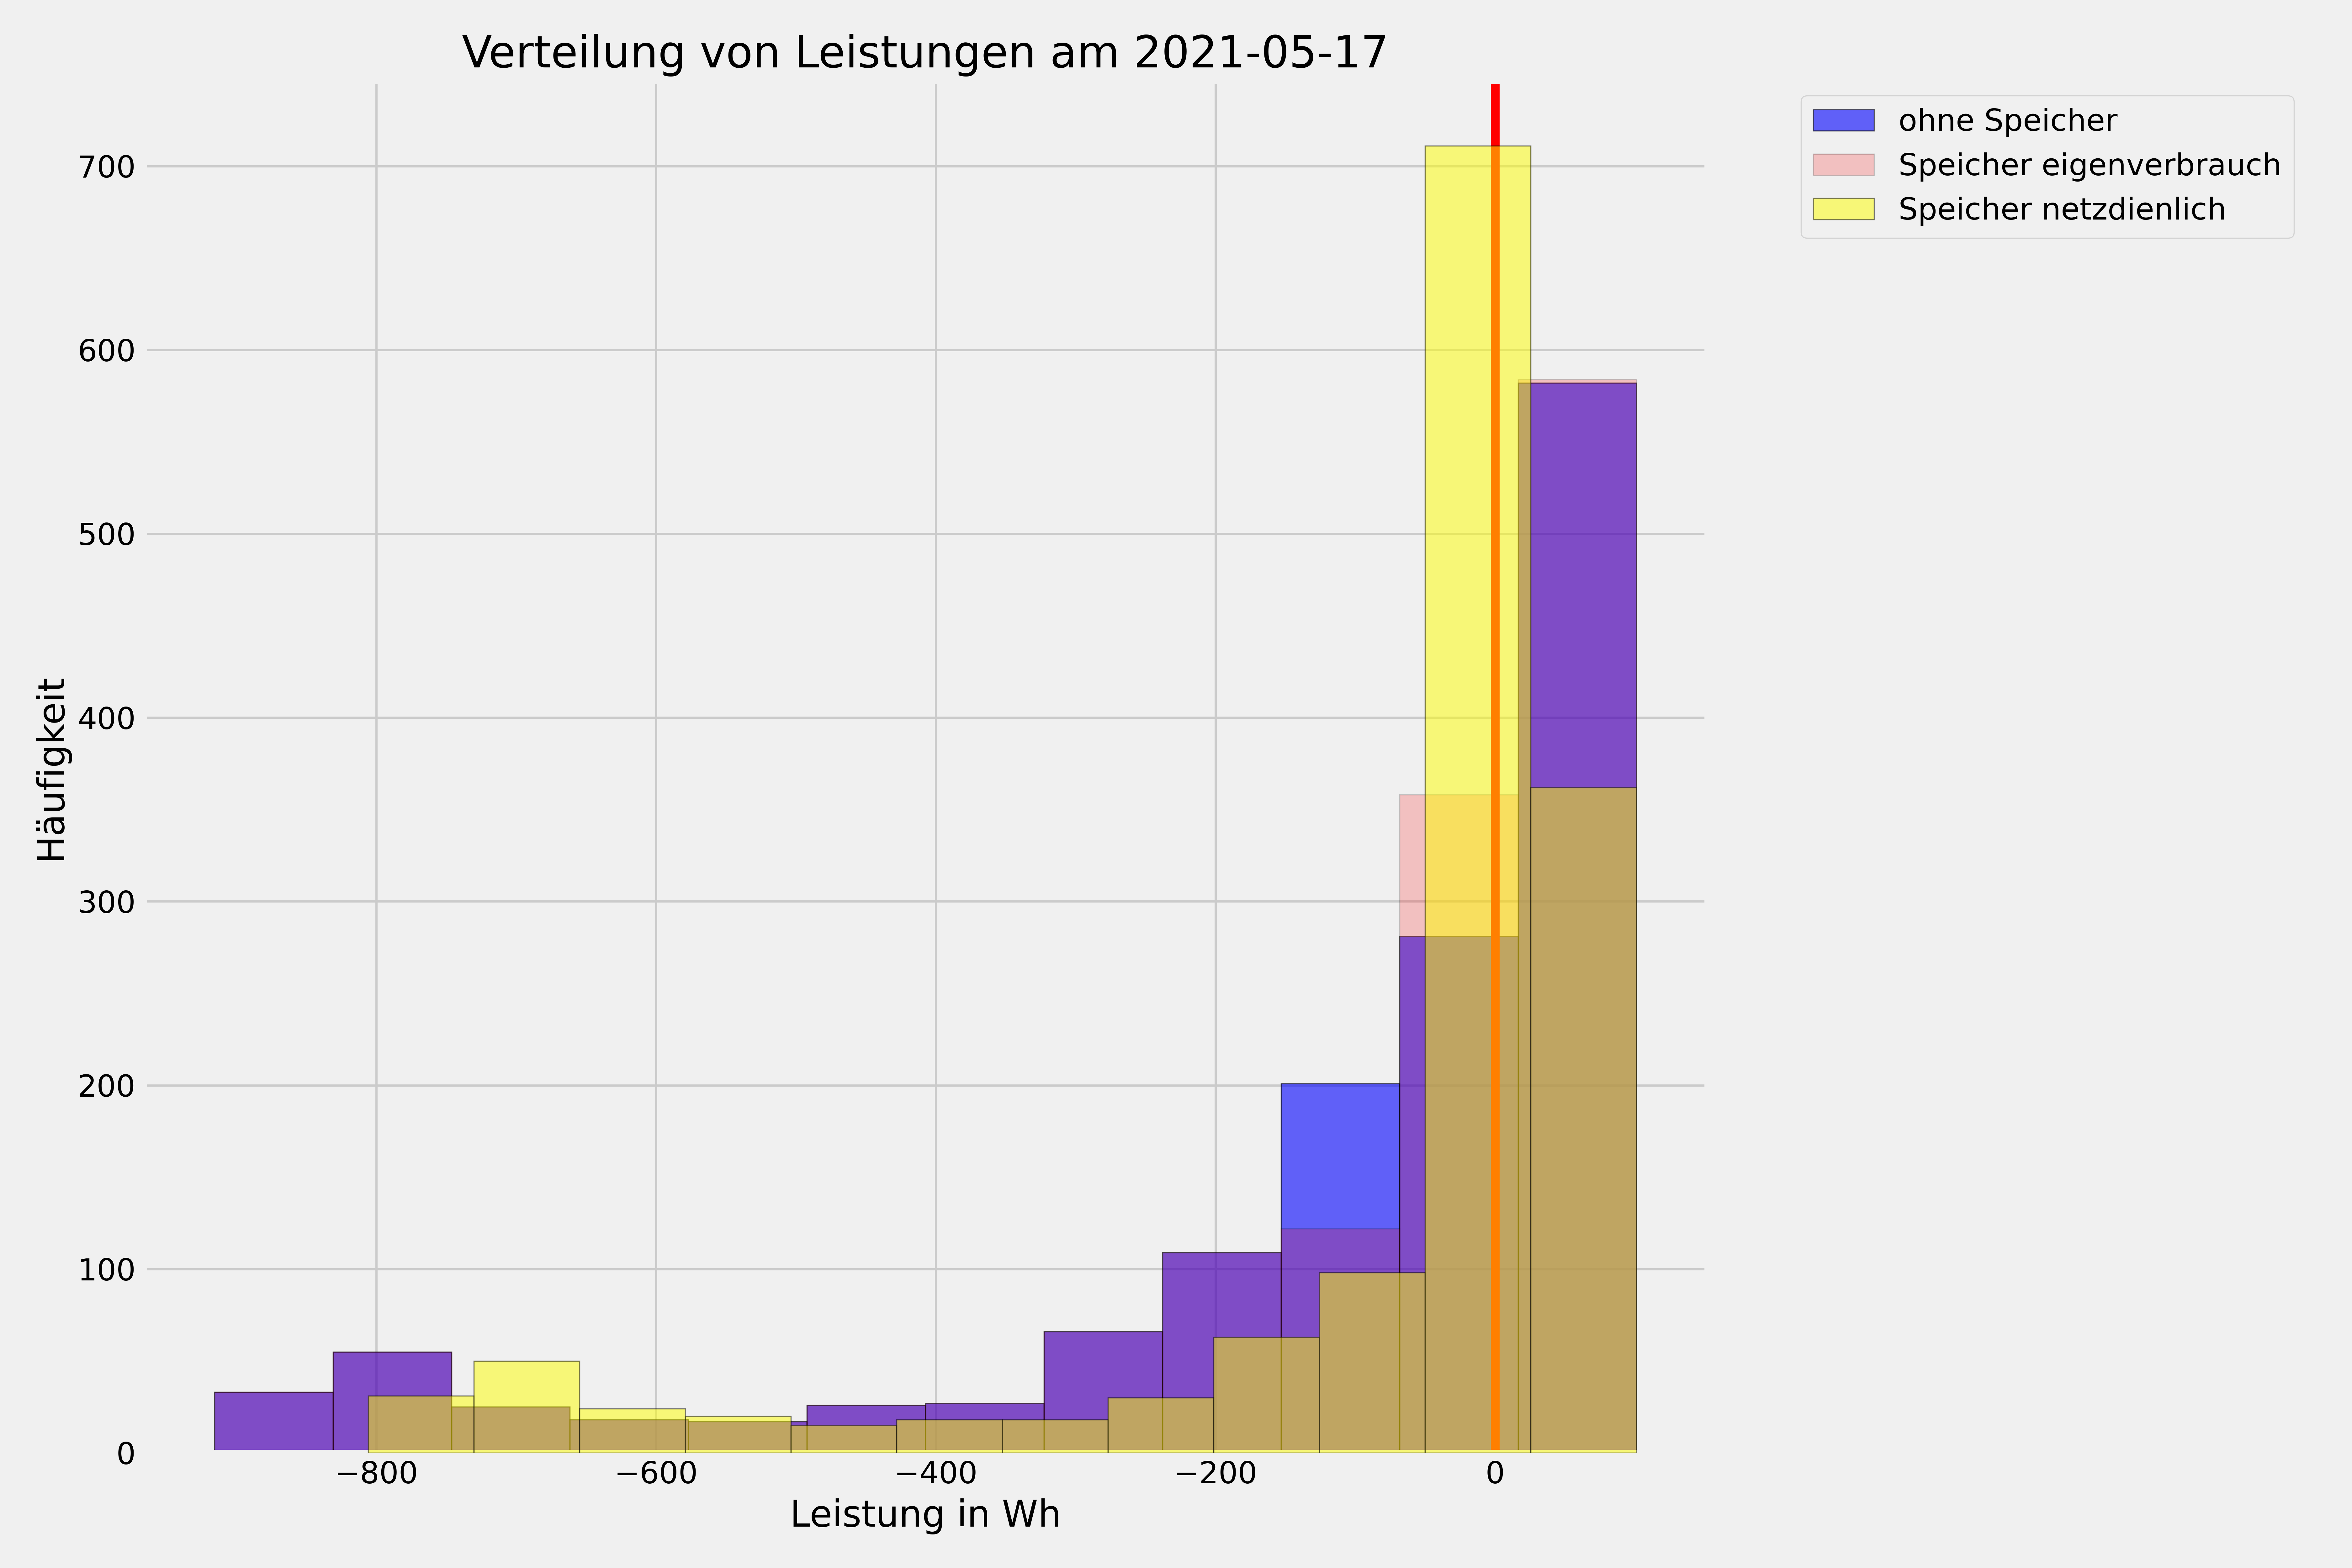 Verteilung von Leistungen am 2021-05-17
ohne Speicher
Speicher eigenverbrauch
Speicher netzdienlich
Häufigkeit
700
600
500
400
300
200
100
0
−800 −600 −400 −200 0
Leistung in Wh